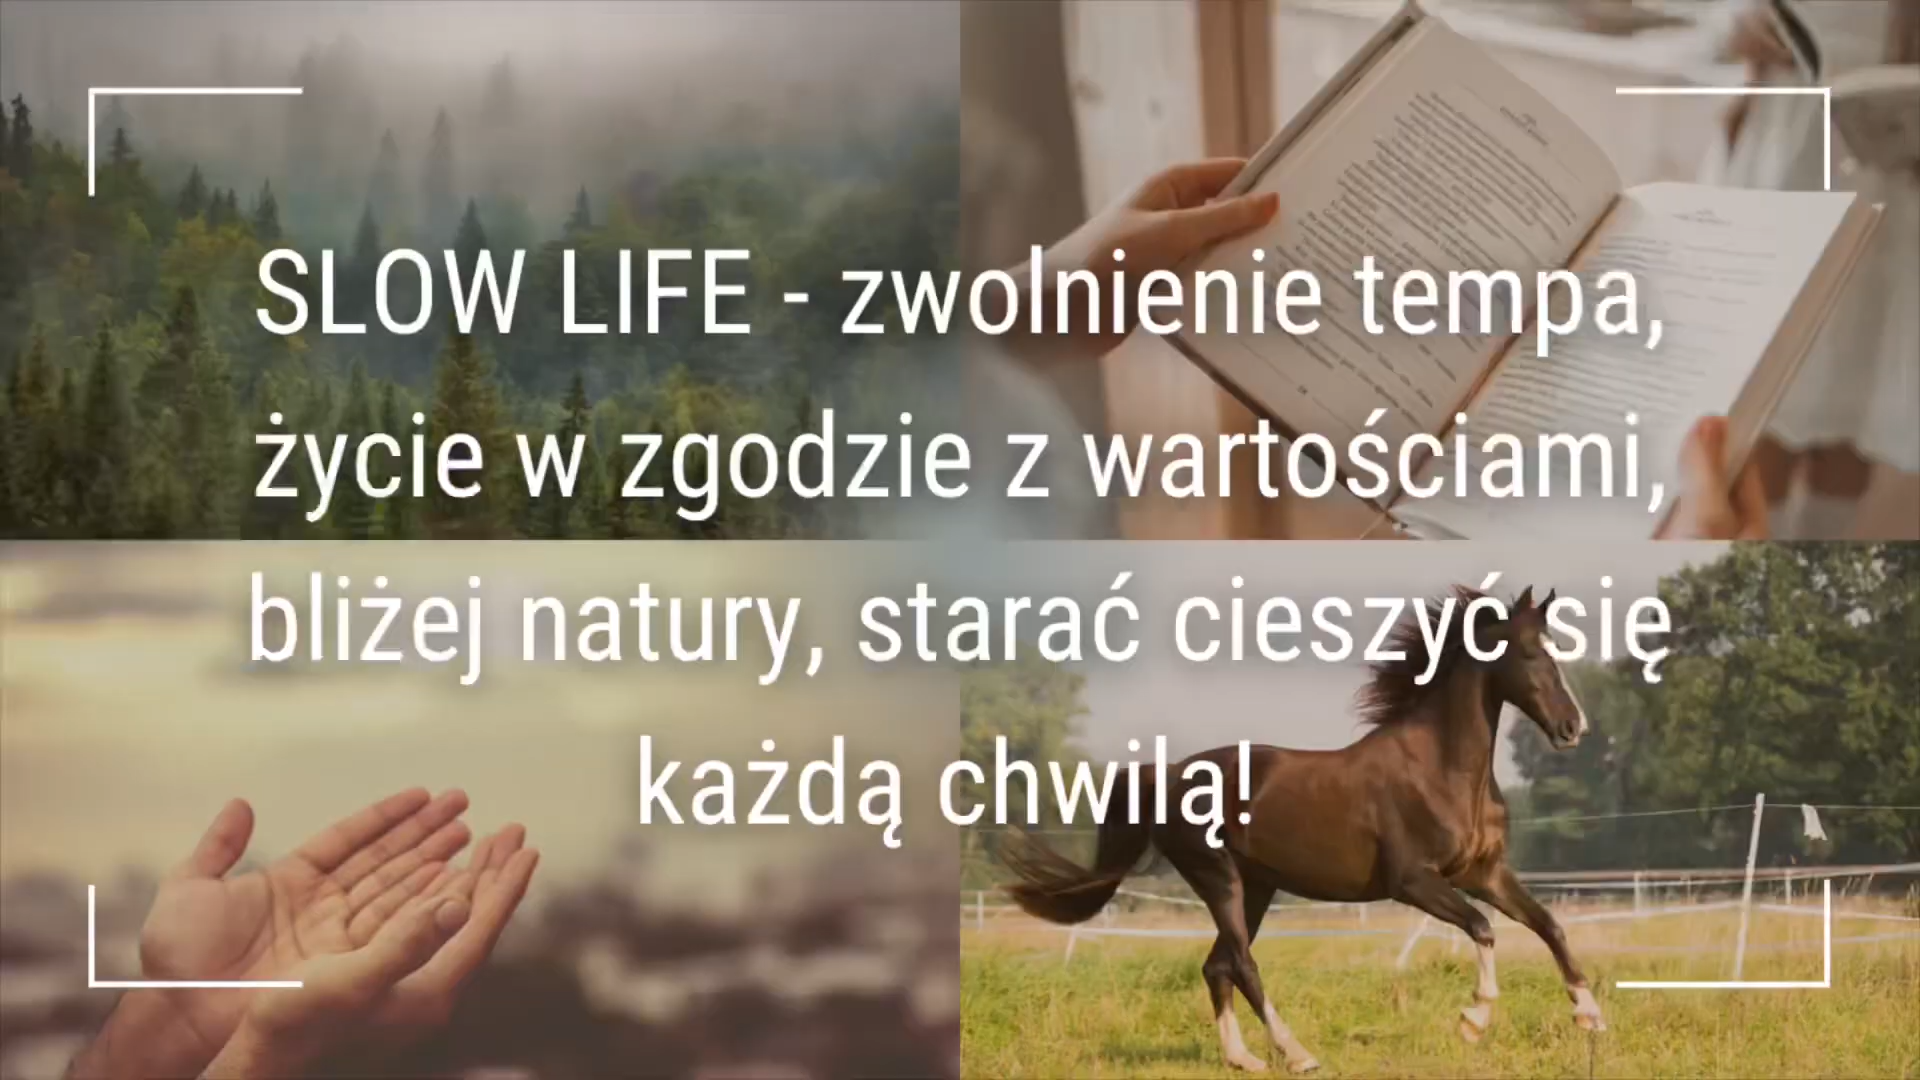 SLOW LIFE - zwolnienie tempa,
życie w zgodzie z wartościami,
bliżej natury, starać cieszyć się
każdą chwilą!